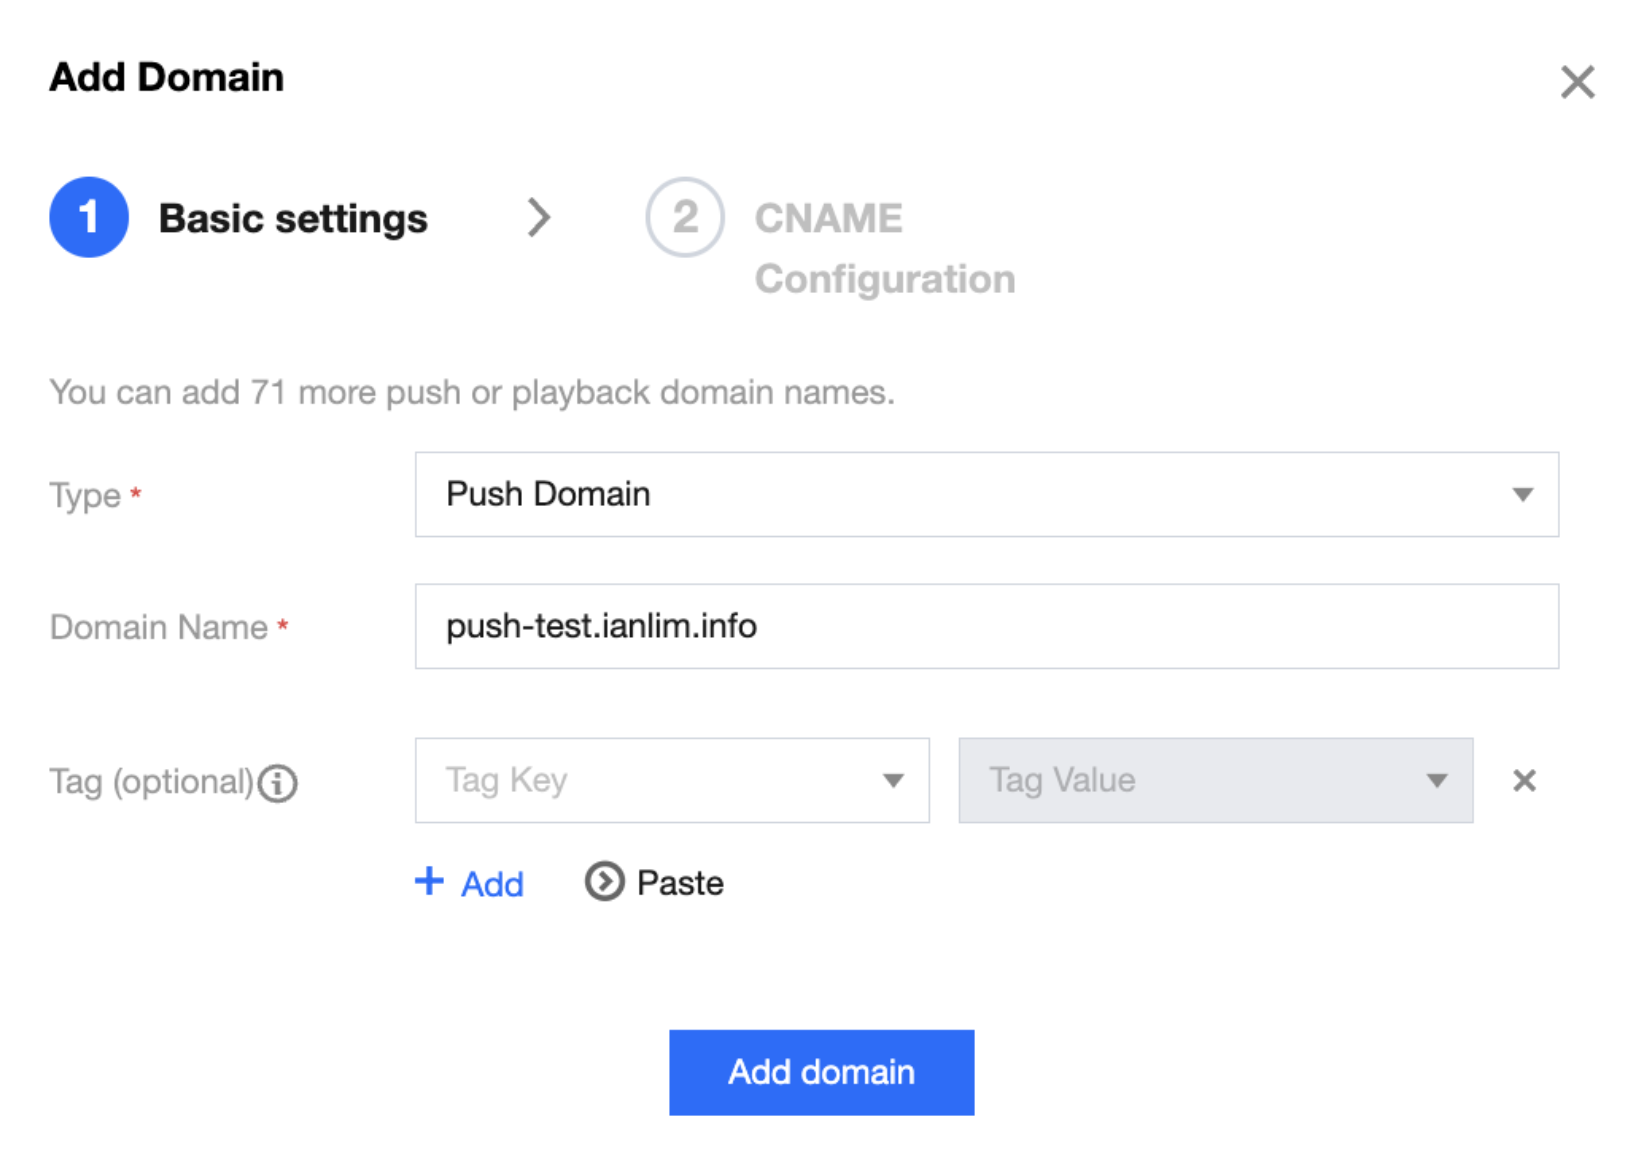 Add Domain
1 Basic settings
2 CNAME
Configuration
You can add 71 more push or playback domain names.
Type * Push Domain
Domain Name * push-test.ianlim.info
Tag (optional) Tag Key Tag Value
+ Add Paste
Add domain